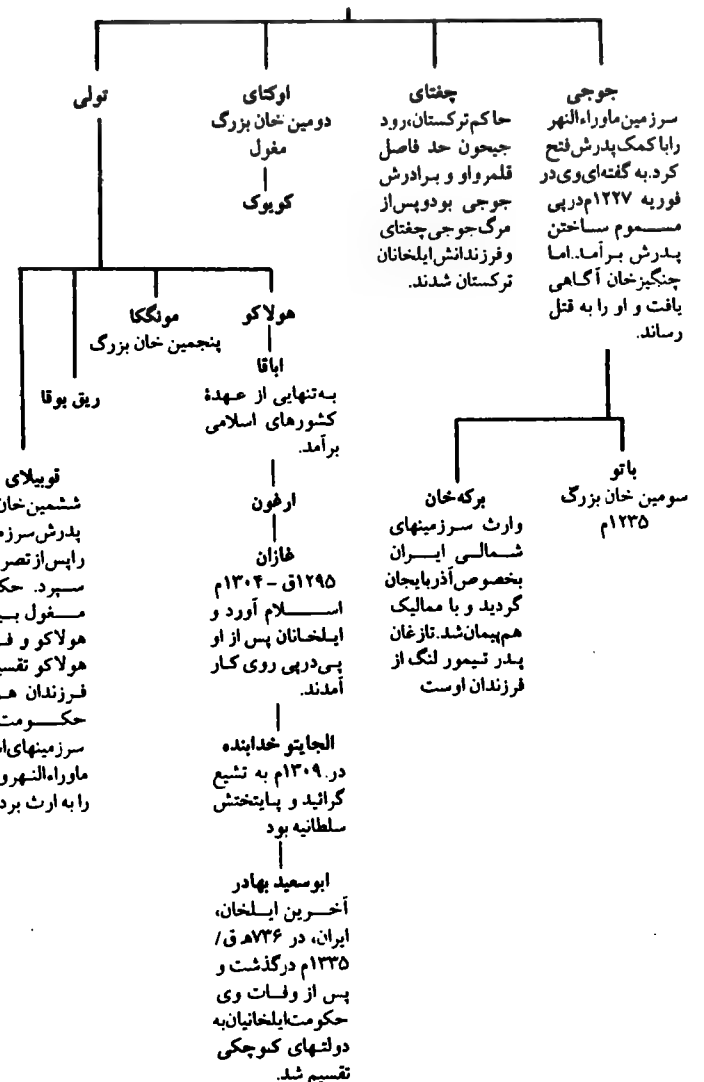 جوجی
سرزمین ماوراءالنهر
را با کمک پدرش فتح
کرد. به گفته‌ای وی در
فوریه ۱۲۲۷م درپی
مسموم ساختن
پدرش برآمد. اما
چنگیزخان آگاهی
یافت و او را به قتل
رساند.
چغتای
حاکم ترکستان، رود
جیحون حد فاصل
قلمرو او و برادرش
جوجی بود و پس از
مرگ جوجی چغتای
و فرزندانش ایلخانان
ترکستان شدند.
اوکتای
دومین خان بزرگ
مغول
کویوک
تولی
باتو
سومین خان بزرگ
۱۲۳۵م
برکه‌خان
وارث سرزمینهای
شمالی ایران
بخصوص آذربایجان
گردید و با ممالیک
هم‌پیمان شد. تازغان
پدر تیمور لنگ از
فرزندان اوست
هولاکو
اباقا
به‌تنهایی از عهدهٔ
کشورهای اسلامی
برآمد.
ارغون
غازان
۱۲۹۵ق – ۱۳۰۴م
اسلام آورد و
ایلخانان پس از او
پی‌درپی روی کار
آمدند.
الجایتو خدابنده
در ۱۳۰۹م به تشیع
گرائید و پایتختش
سلطانیه بود
ابوسعید بهادر
آخرین ایلخان،
ایران، در ۷۳۶ه‍ ق/
۱۳۳۵م درگذشت و
پس از وفات وی
حکومت ایلخانیان به
دولتهای کوچکی
تقسیم شد.
مونگکا
پنجمین خان بزرگ
ریق بوقا
قوبیلای
ششمین خان
پدرش سرزم
را پس از تصر
سپرد. حک
مغول بی
هولاکو و ف
هولاکو تقسی
فرزندان هـ
حکومت
سرزمینهای ا
ماوراءالنهر و
را به ارث برد